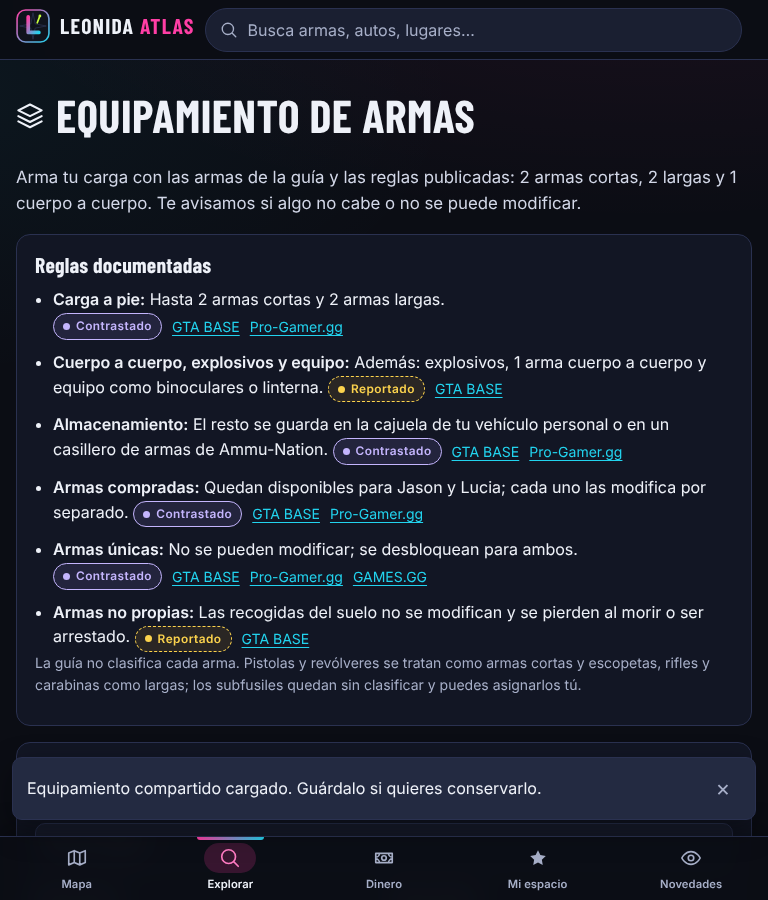 LEONIDA ATLAS
Busca armas, autos, lugares...
EQUIPAMIENTO DE ARMAS
Arma tu carga con las armas de la guía y las reglas publicadas: 2 armas cortas, 2 largas y 1
cuerpo a cuerpo. Te avisamos si algo no cabe o no se puede modificar.
Reglas documentadas
• Carga a pie: Hasta 2 armas cortas y 2 armas largas.
Contrastado GTA BASE Pro-Gamer.gg
• Cuerpo a cuerpo, explosivos y equipo: Además: explosivos, 1 arma cuerpo a cuerpo y
equipo como binoculares o linterna. Reportado GTA BASE
• Almacenamiento: El resto se guarda en la cajuela de tu vehículo personal o en un
casillero de armas de Ammu-Nation. Contrastado GTA BASE Pro-Gamer.gg
• Armas compradas: Quedan disponibles para Jason y Lucia; cada uno las modifica por
separado. Contrastado GTA BASE Pro-Gamer.gg
• Armas únicas: No se pueden modificar; se desbloquean para ambos.
Contrastado GTA BASE Pro-Gamer.gg GAMES.GG
• Armas no propias: Las recogidas del suelo no se modifican y se pierden al morir o ser
arrestado. Reportado GTA BASE
La guía no clasifica cada arma. Pistolas y revólveres se tratan como armas cortas y escopetas, rifles y
carabinas como largas; los subfusiles quedan sin clasificar y puedes asignarlos tú.
Equipamiento compartido cargado. Guárdalo si quieres conservarlo.
Mapa Explorar Dinero Mi espacio Novedades